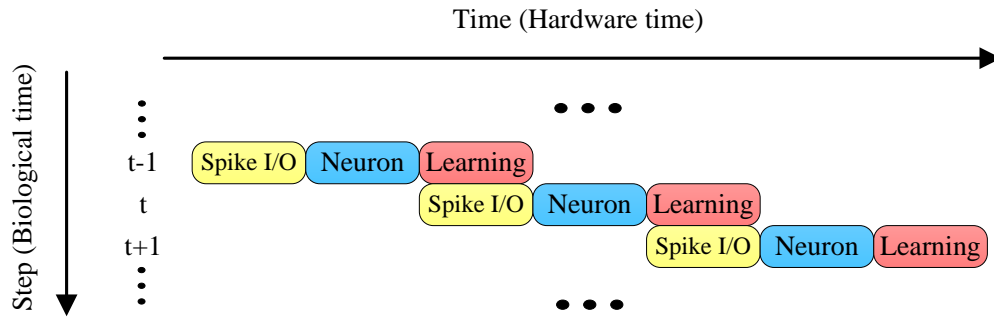 Time (Hardware time)
Step (Biological time)
t-1 Spike I/O Neuron Learning
t Spike I/O Neuron Learning
t+1 Spike I/O Neuron Learning